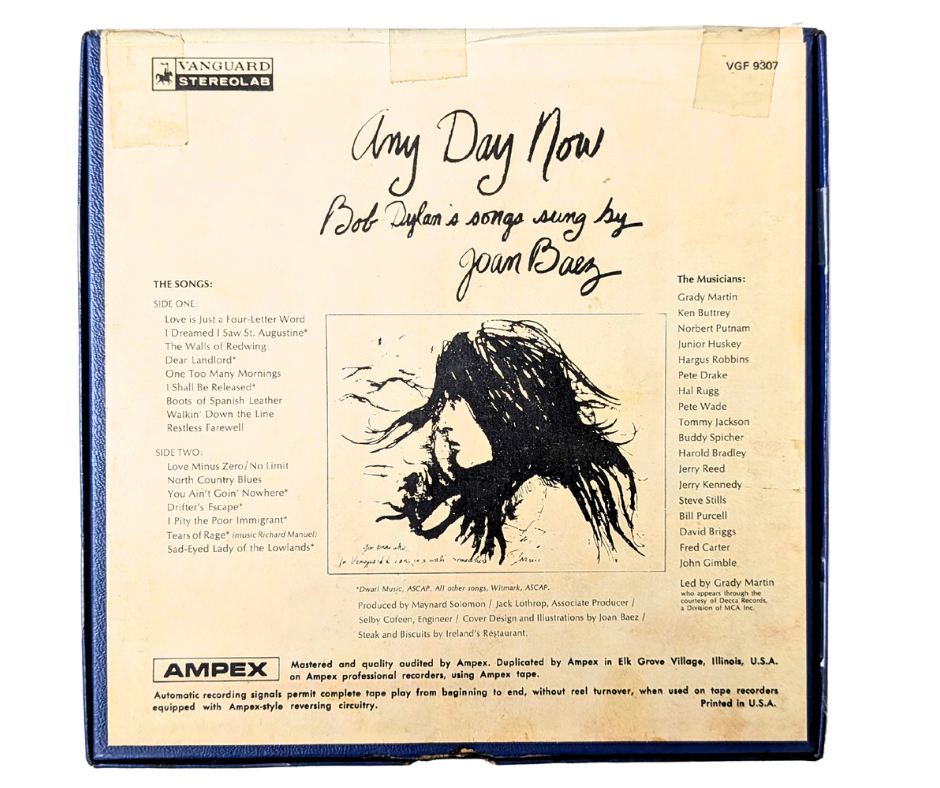 VANGUARD
STEREOLAB
VGF 9307
Any Day Now
Bob Dylan's songs sung by
Joan Baez
THE SONGS:
SIDE ONE:
Love is Just a Four-Letter Word
I Dreamed I Saw St. Augustine*
The Walls of Redwing
Dear Landlord*
One Too Many Mornings
I Shall Be Released*
Boots of Spanish Leather
Walkin' Down the Line
Restless Farewell
SIDE TWO:
Love Minus Zero/No Limit
North Country Blues
You Ain't Goin' Nowhere*
Drifter's Escape*
I Pity the Poor Immigrant*
Tears of Rage* (music Richard Manuel)
Sad-Eyed Lady of the Lowlands*
The Musicians:
Grady Martin
Ken Buttrey
Norbert Putnam
Junior Huskey
Hargus Robbins
Pete Drake
Hal Rugg
Pete Wade
Tommy Jackson
Buddy Spicher
Harold Bradley
Jerry Reed
Jerry Kennedy
Steve Stills
Bill Purcell
David Briggs
Fred Carter
John Gimble
Led by Grady Martin
who appears through the
courtesy of Decca Records,
a Division of MCA Inc.
*Dwarf Music, ASCAP. All other songs, Witmark, ASCAP.
Produced by Maynard Solomon / Jack Lothrop, Associate Producer /
Selby Cofeen, Engineer / Cover Design and Illustrations by Joan Baez /
Steak and Biscuits by Ireland's Restaurant.
AMPEX
Mastered and quality audited by Ampex. Duplicated by Ampex in Elk Grove Village, Illinois, U.S.A.
on Ampex professional recorders, using Ampex tape.
Automatic recording signals permit complete tape play from beginning to end, without reel turnover, when used on tape recorders
equipped with Ampex-style reversing circuitry.
Printed in U.S.A.